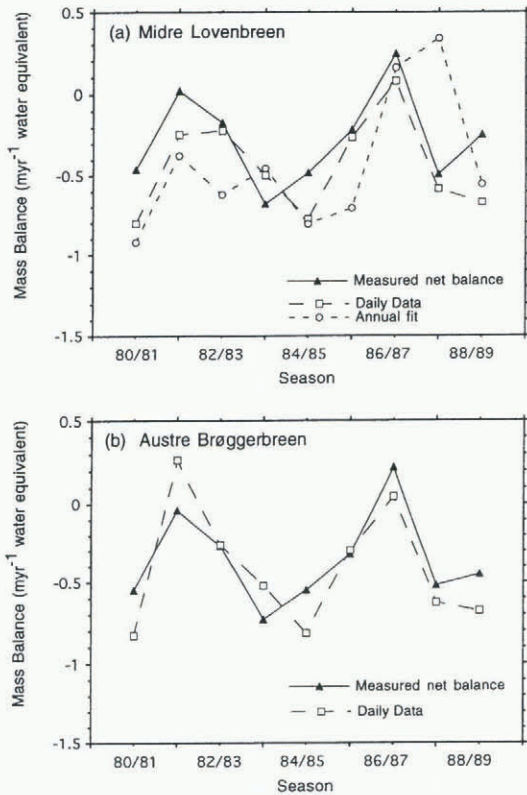 (a) Midre Lovenbreen
Mass Balance (myr-1 water equivalent)
0.5
0
-0.5
-1
-1.5
Measured net balance
Daily Data
Annual fit
80/81 82/83 84/85 86/87 88/89
Season
(b) Austre Brøggerbreen
Mass Balance (myr-1 water equivalent)
0.5
0
-0.5
-1
-1.5
Measured net balance
Daily Data
80/81 82/83 84/85 86/87 88/89
Season